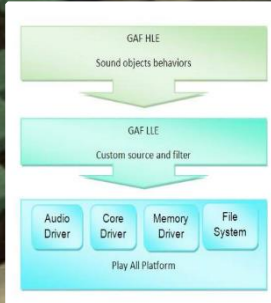 GAF HLE
Sound objects behaviors
GAF LLE
Custom source and filter
Audio Driver
Core Driver
Memory Driver
File System
Play All Platform